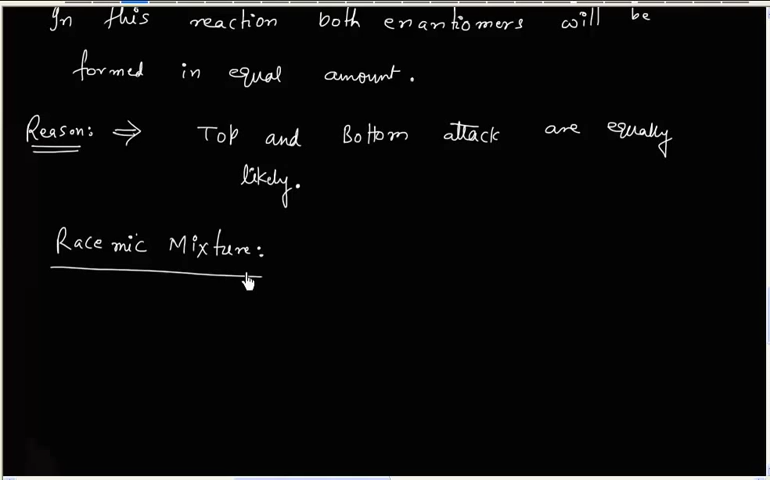 In this reaction both enantiomers will be
formed in equal amount.
Reason: ⇒ Top and Bottom attack are equally
likely.
Racemic Mixture: